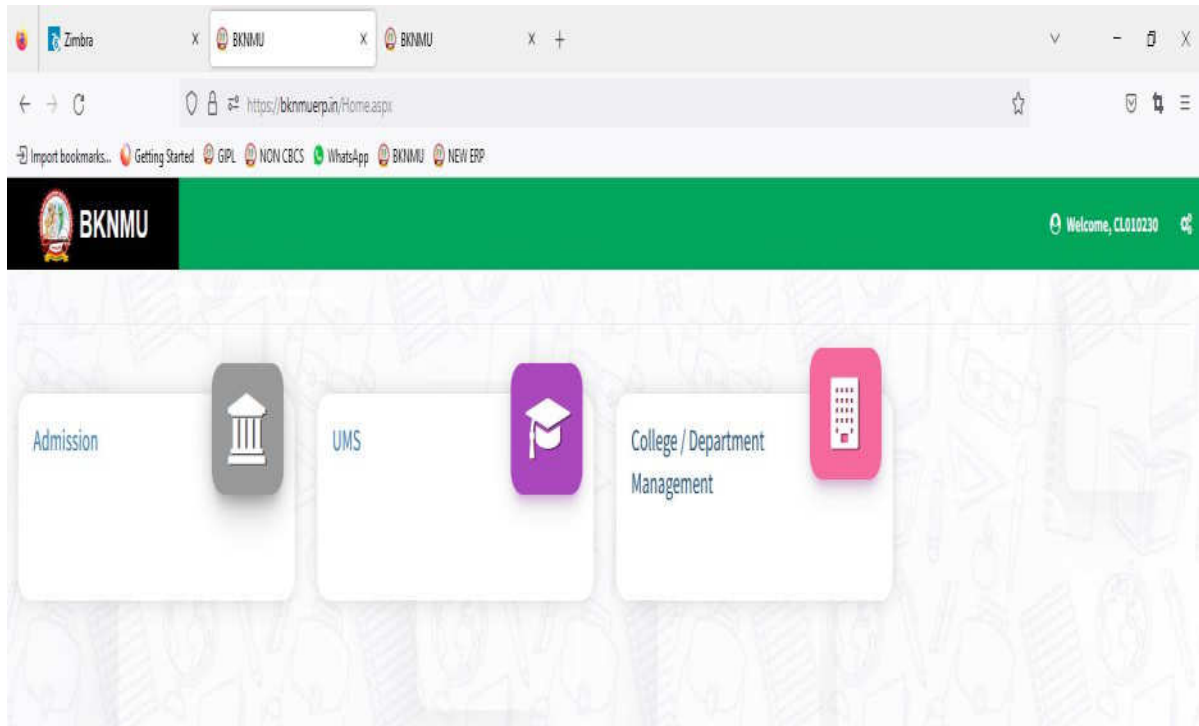 Zimbra X BKNMU X BKNMU X +
https://bknmuerp.in/Home.aspx
Import bookmarks... Getting Started GIPL NON CBCS WhatsApp BKNMU NEW ERP
BKNMU Welcome, CL010230
Admission UMS College / Department
Management